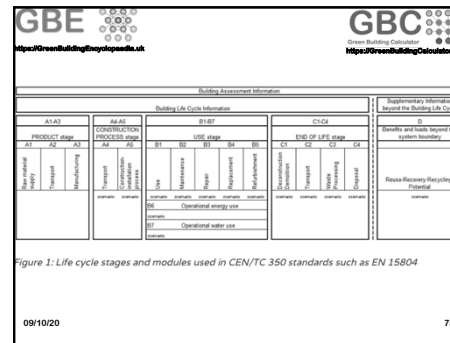 GBE
https://GreenBuildingEncyclopaedia.uk
GBC
Green Building Calculator
https://GreenBuildingCalculator
Building Assessment Information
Building Life Cycle Information
Supplementary Information
beyond the Building Life Cy
A1-A3
A4-A5
B1-B7
C1-C4
D
PRODUCT stage
CONSTRUCTION
PROCESS stage
USE stage
END OF LIFE stage
Benefits and loads beyond t
system boundary
A1 A2 A3 A4 A5 B1 B2 B3 B4 B5 C1 C2 C3 C4
Raw material
supply
Transport
Manufacturing
Transport
Construction-
installation
process
Use
Maintenance
Repair
Replacement
Refurbishment
Deconstruction
Demolition
Transport
Waste
Processing
Disposal
Reuse-Recovery-Recycling
Potential
scenario scenario scenario scenario scenario scenario scenario scenario scenario scenario scenario scenario
B6 Operational energy use
scenario
B7 Operational water use
scenario
Figure 1: Life cycle stages and modules used in CEN/TC 350 standards such as EN 15804
09/10/20
7